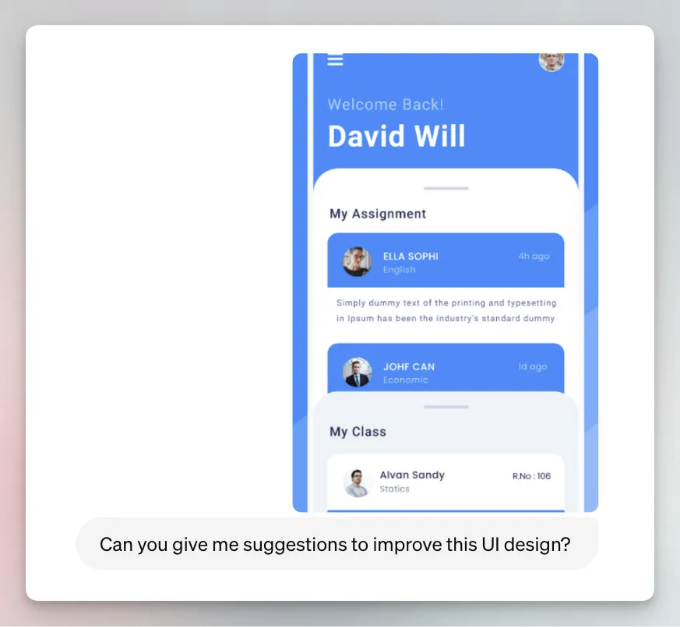 Welcome Back!
David Will
My Assignment
ELLA SOPHI
4h ago
English
Simply dummy text of the printing and typesetting
in Ipsum has been the industry's standard dummy
JOHF CAN
1d ago
Economic
My Class
Alvan Sandy
R.No : 106
Statics
Can you give me suggestions to improve this UI design?